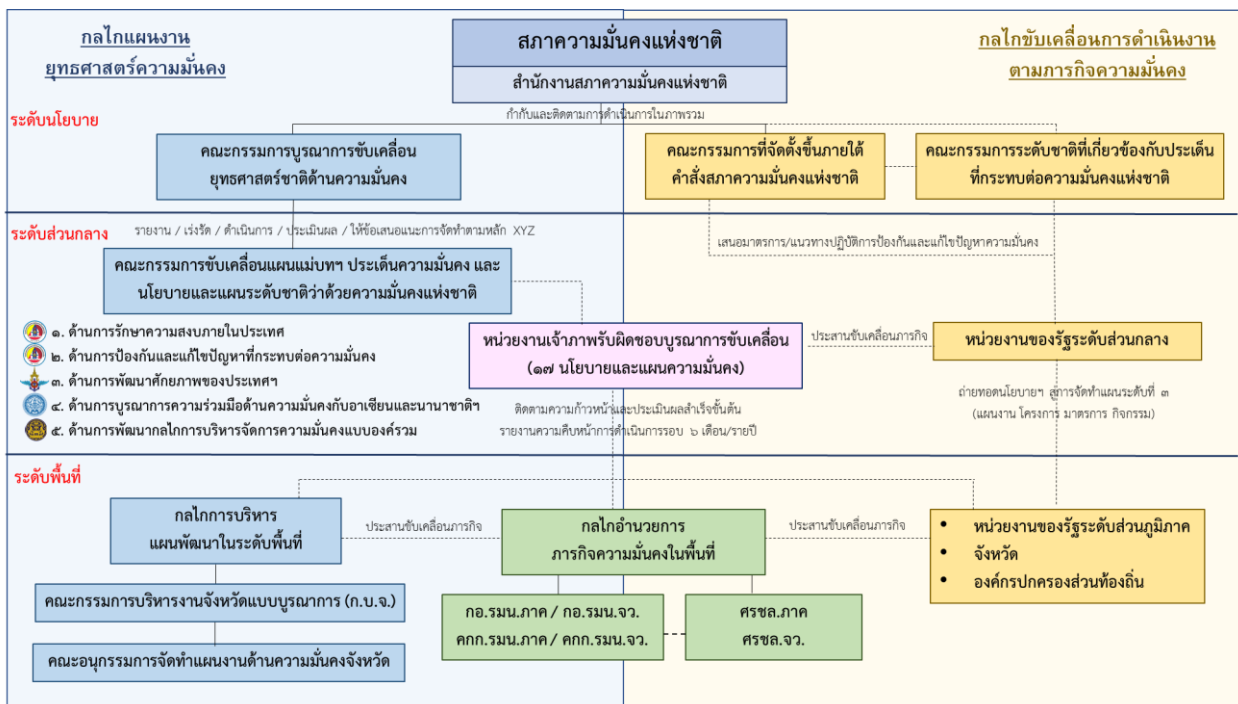 กลไกแผนงาน
ยุทธศาสตร์ความมั่นคง
สภาความมั่นคงแห่งชาติ
สำนักงานสภาความมั่นคงแห่งชาติ
กลไกขับเคลื่อนการดำเนินงาน
ตามภารกิจความมั่นคง
ระดับนโยบาย
กำกับและติดตามการดำเนินการในภาพรวม
คณะกรรมการบูรณาการขับเคลื่อน
ยุทธศาสตร์ชาติด้านความมั่นคง
คณะกรรมการที่จัดตั้งขึ้นภายใต้
คำสั่งสภาความมั่นคงแห่งชาติ
คณะกรรมการระดับชาติที่เกี่ยวข้องกับประเด็น
ที่กระทบต่อความมั่นคงแห่งชาติ
ระดับส่วนกลาง
รายงาน / เร่งรัด / ดำเนินการ / ประเมินผล / ให้ข้อเสนอแนะการจัดทำตามหลัก XYZ
เสนอมาตรการ/แนวทางปฏิบัติการป้องกันและแก้ไขปัญหาความมั่นคง
คณะกรรมการขับเคลื่อนแผนแม่บทฯ ประเด็นความมั่นคง และ
นโยบายและแผนระดับชาติว่าด้วยความมั่นคงแห่งชาติ
๑. ด้านการรักษาความสงบภายในประเทศ
๒. ด้านการป้องกันและแก้ไขปัญหาที่กระทบต่อความมั่นคง
๓. ด้านการพัฒนาศักยภาพของประเทศฯ
๔. ด้านการบูรณาการความร่วมมือด้านความมั่นคงกับอาเซียนและนานาชาติฯ
๕. ด้านการพัฒนากลไกการบริหารจัดการความมั่นคงแบบองค์รวม
หน่วยงานเจ้าภาพรับผิดชอบบูรณาการขับเคลื่อน
(๑๗ นโยบายและแผนความมั่นคง)
ประสานขับเคลื่อนภารกิจ
หน่วยงานของรัฐระดับส่วนกลาง
ติดตามความก้าวหน้าและประเมินผลสำเร็จขั้นต้น
รายงานความคืบหน้าการดำเนินการรอบ ๖ เดือน/รายปี
ถ่ายทอดนโยบายฯ สู่การจัดทำแผนระดับที่ ๓
(แผนงาน โครงการ มาตรการ กิจกรรม)
ระดับพื้นที่
กลไกการบริหาร
แผนพัฒนาในระดับพื้นที่
ประสานขับเคลื่อนภารกิจ
กลไกอำนวยการ
ภารกิจความมั่นคงในพื้นที่
ประสานขับเคลื่อนภารกิจ
• หน่วยงานของรัฐระดับส่วนภูมิภาค
• จังหวัด
• องค์กรปกครองส่วนท้องถิ่น
คณะกรรมการบริหารงานจังหวัดแบบบูรณาการ (ก.บ.จ.)
คณะอนุกรรมการจัดทำแผนงานด้านความมั่นคงจังหวัด
กอ.รมน.ภาค / กอ.รมน.จว.
คกก.รมน.ภาค / คกก.รมน.จว.
ศรชล.ภาค
ศรชล.จว.